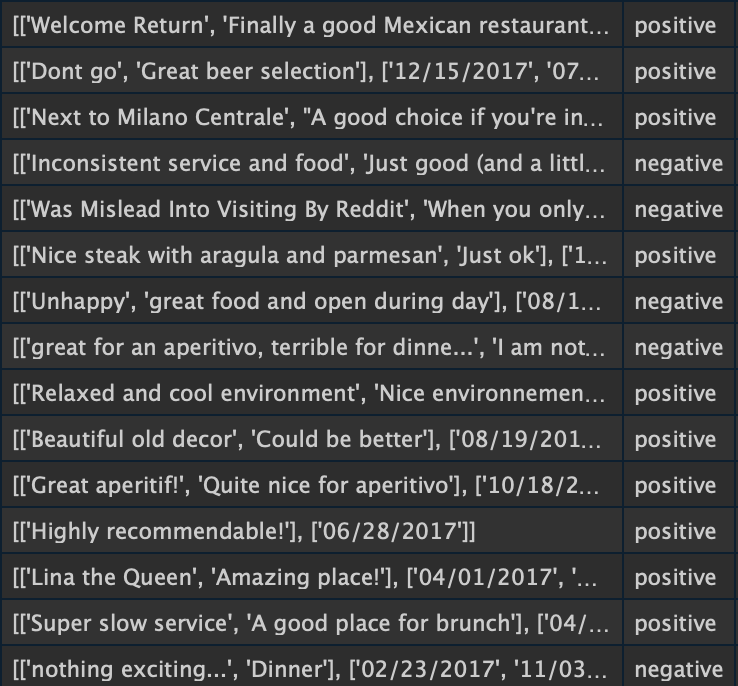 [['Welcome Return', 'Finally a good Mexican restaurant... positive
[['Dont go', 'Great beer selection'], ['12/15/2017', '07... positive
[['Next to Milano Centrale', "A good choice if you're in... positive
[['Inconsistent service and food', 'Just good (and a littl... negative
[['Was Mislead Into Visiting By Reddit', 'When you only... negative
[['Nice steak with aragula and parmesan', 'Just ok'], ['1... positive
[['Unhappy', 'great food and open during day'], ['08/1... negative
[['great for an aperitivo, terrible for dinne...', 'I am not... negative
[['Relaxed and cool environment', 'Nice environnemen... positive
[['Beautiful old decor', 'Could be better'], ['08/19/201... positive
[['Great aperitif!', 'Quite nice for aperitivo'], ['10/18/2... positive
[['Highly recommendable!'], ['06/28/2017']] positive
[['Lina the Queen', 'Amazing place!'], ['04/01/2017', '... positive
[['Super slow service', 'A good place for brunch'], ['04/... positive
[['nothing exciting...', 'Dinner'], ['02/23/2017', '11/03... negative